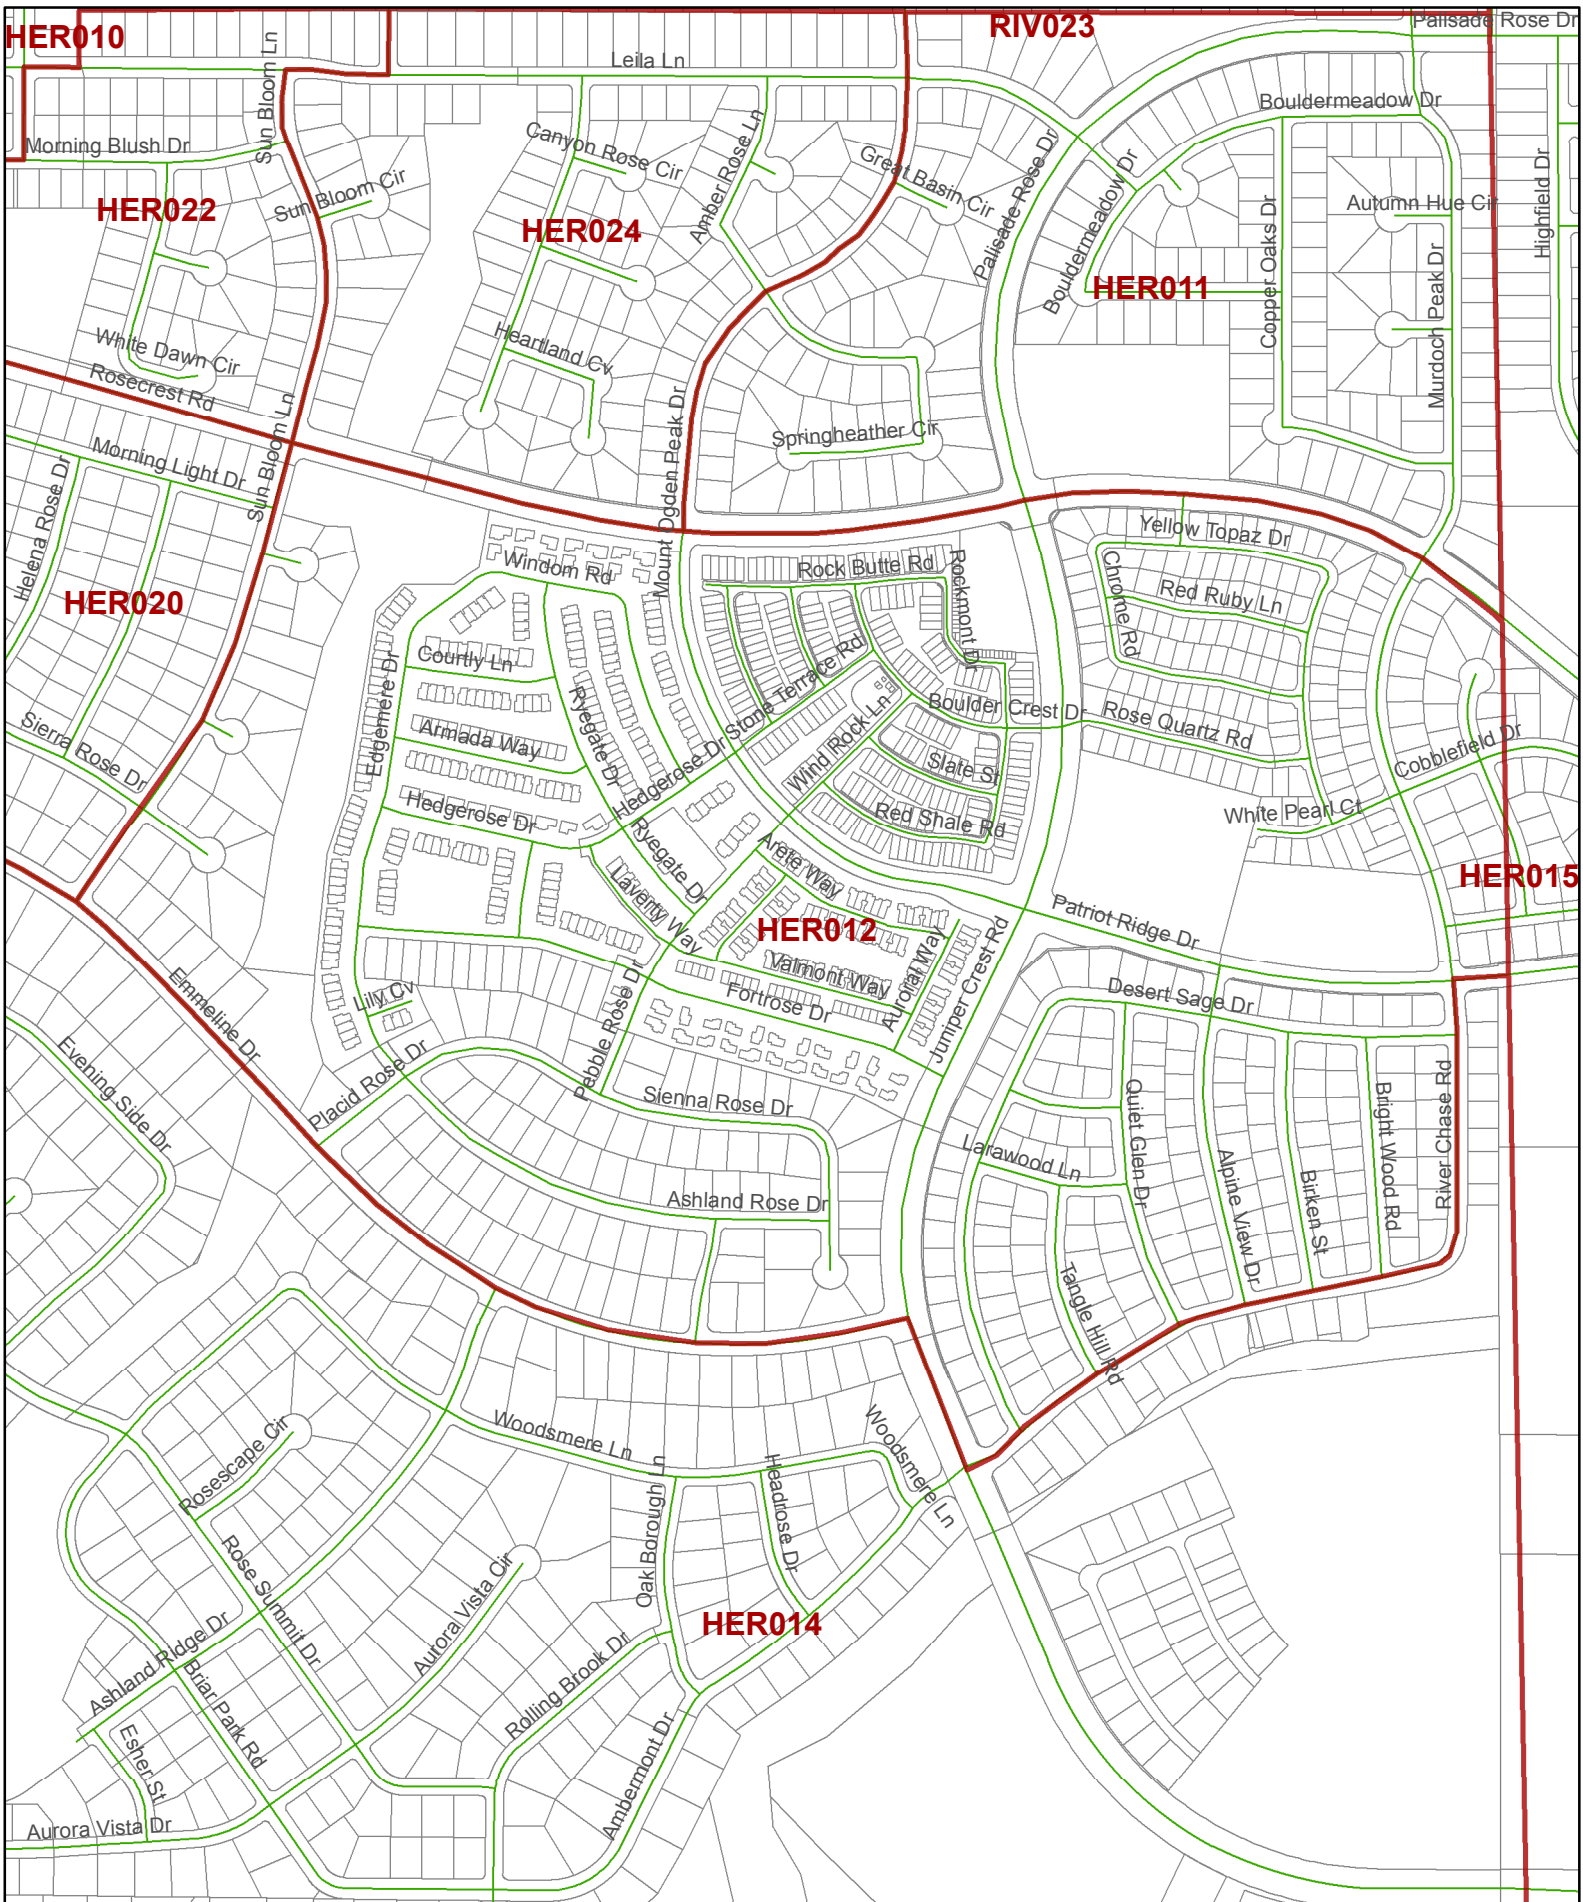 HER010
RIV023
Palisade Rose Dr
Sun Bloom Ln
Leila Ln
Bouldermeadow Dr
Morning Blush Dr
Canyon Rose Cir
Amber Rose Ln
Great Basin Cir
Palisade Rose Dr
Bouldermeadow Dr
Highfield Dr
HER022
Sun Bloom Cir
HER024
Copper Oaks Dr
Autumn Hue Cir
HER011
Murdoch Peak Dr
White Dawn Cir
Heartland Cv
Rosecrest Rd
Mount Ogden Peak Dr
Springheather Cir
Morning Light Dr
Sun Bloom Ln
Helena Rose Dr
Windom Rd
Mount Ogden Peak Dr
Rock Butte Rd
Rockmont Dr
Yellow Topaz Dr
Chrome Rd
Red Ruby Ln
HER020
Courtly Ln
Edgemere Dr
Ryegate Dr
Stone Terrace Rd
Wind Rock Ln
Boulder Crest Dr
Rose Quartz Rd
Sierra Rose Dr
Armada Way
Slate St
Cobblefield Dr
Hedgerose Dr
Hedgerose Dr
Red Shale Rd
White Pearl Ct
Ryegate Dr
Arete Way
Laverty Way
HER015
HER012
Patriot Ridge Dr
Valmont Way
Auroral Way
Juniper Crest Rd
Emmeline Dr
Lily Cv
Pebble Rose Dr
Fortrose Dr
Desert Sage Dr
Evening Side Dr
Placid Rose Dr
Sienna Rose Dr
Quiet Glen Dr
Bright Wood Rd
River Chase Rd
Larawood Ln
Alpine View Dr
Birken St
Ashland Rose Dr
Tangle Hill Rd
Rosescape Cir
Woodsmere Ln
Woodsmere Ln
Oak Borough Ln
Headrose Dr
Rose Summit Dr
Aurora Vista Cir
HER014
Ashland Ridge Dr
Briar Park Rd
Rolling Brook Dr
Esher St
Ambermont Dr
Aurora Vista Dr